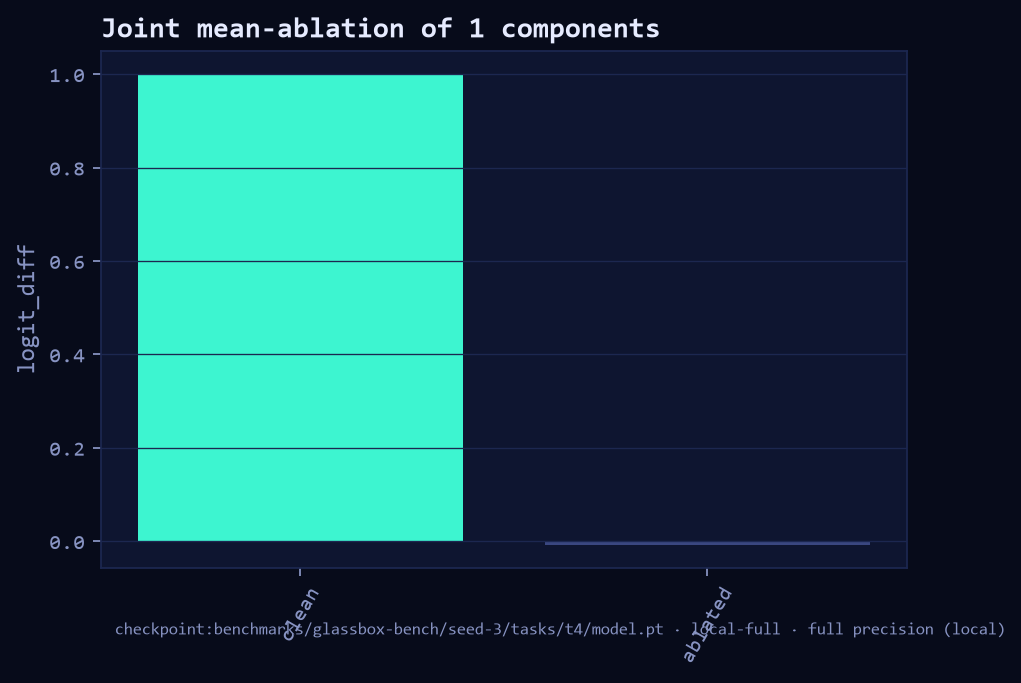 Joint mean-ablation of 1 components
1.0
0.8
0.6
0.4
0.2
0.0
logit_diff
clean
ablated
checkpoint:benchmarks/glassbox-bench/seed-3/tasks/t4/model.pt · local-full · full precision (local)